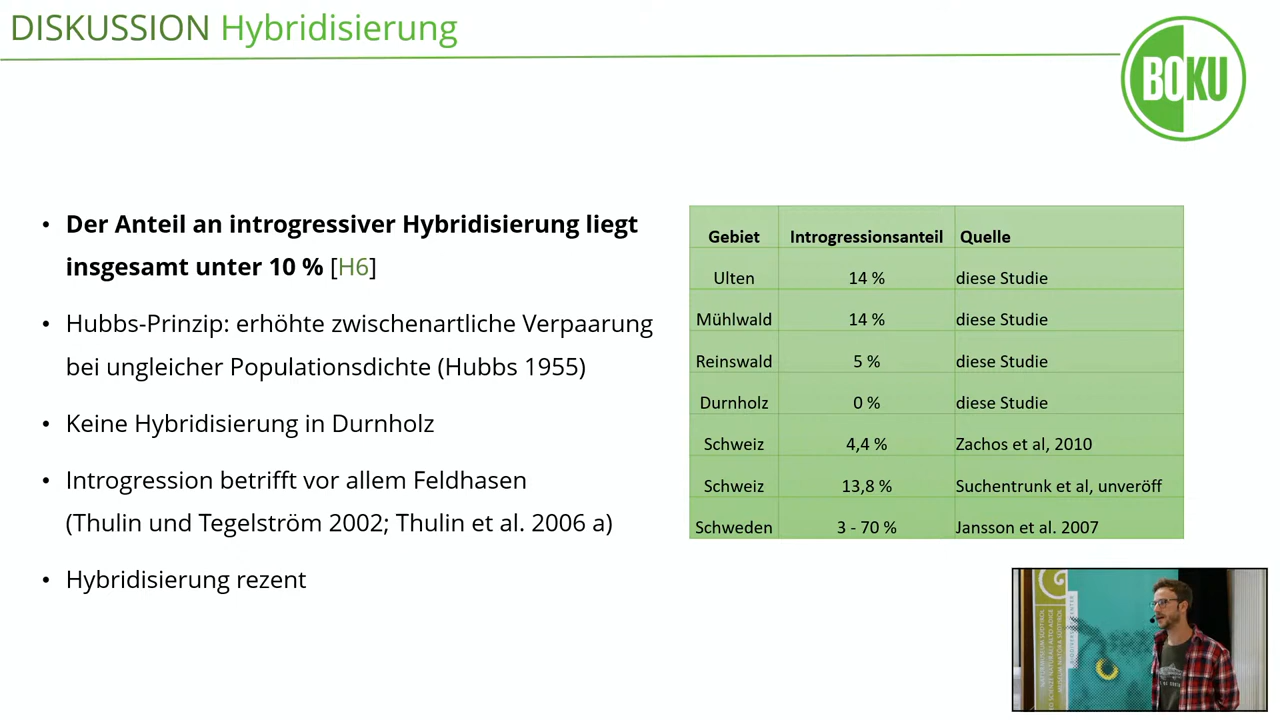 DISKUSSION Hybridisierung
BOKU
• Der Anteil an introgressiver Hybridisierung liegt
insgesamt unter 10 % [H6]
• Hubbs-Prinzip: erhöhte zwischenartliche Verpaarung
bei ungleicher Populationsdichte (Hubbs 1955)
• Keine Hybridisierung in Durnholz
• Introgression betrifft vor allem Feldhasen
(Thulin und Tegelström 2002; Thulin et al. 2006 a)
• Hybridisierung rezent
Gebiet Introgressionsanteil Quelle
Ulten 14 % diese Studie
Mühlwald 14 % diese Studie
Reinswald 5 % diese Studie
Durnholz 0 % diese Studie
Schweiz 4,4 % Zachos et al, 2010
Schweiz 13,8 % Suchentrunk et al, unveröff
Schweden 3 - 70 % Jansson et al. 2007